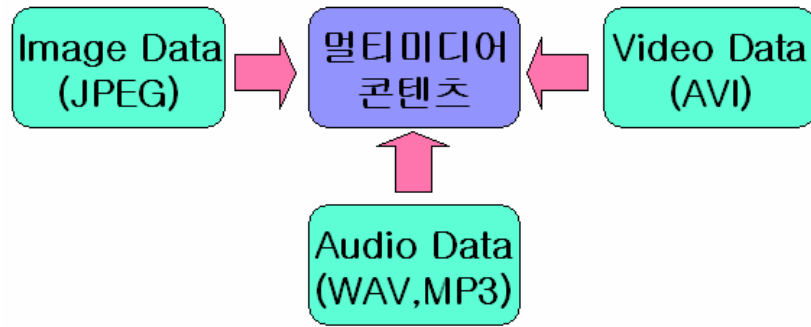 Image Data
(JPEG)
멀티미디어
콘텐츠
Video Data
(AVI)
Audio Data
(WAV,MP3)